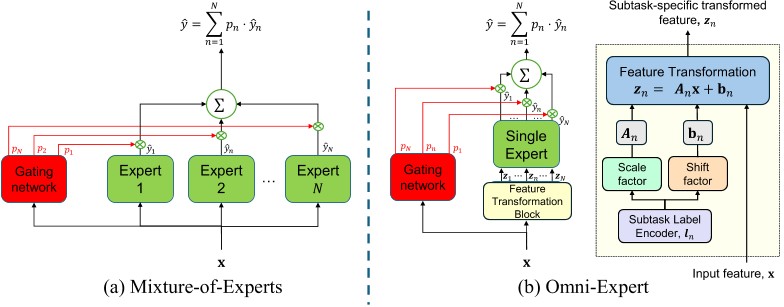 ŷ = ∑_{n=1}^{N} p_n · ŷ_n
∑
p_N p_2 p_1 ŷ_1 ŷ_n ŷ_N
Gating
network
Expert
1
Expert
2
...
Expert
N
x
(a) Mixture-of-Experts
ŷ = ∑_{n=1}^{N} p_n · ŷ_n
∑
ŷ_1
ŷ_n
... ...
ŷ_N
p_N p_n p_1
Gating
network
Single
Expert
z_1 ... z_n ... z_N
Feature
Transformation
Block
x
(b) Omni-Expert
Subtask-specific transformed
feature, z_n
Feature Transformation
z_n = A_n x + b_n
A_n
b_n
Scale
factor
Shift
factor
Subtask Label
Encoder, l_n
Input feature, x